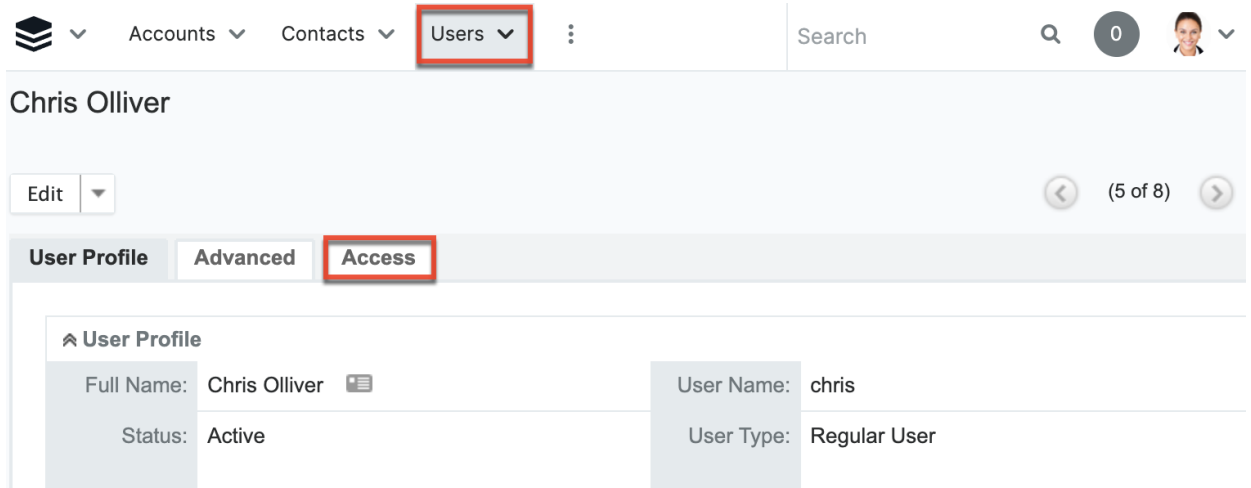 Accounts Contacts Users Search 0
Chris Olliver
Edit (5 of 8)
User Profile Advanced Access
User Profile
Full Name: Chris Olliver User Name: chris
Status: Active User Type: Regular User